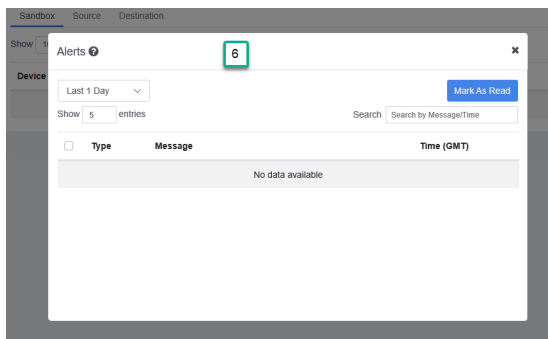 Sandbox Source Destination
Show
Alerts
6
Last 1 Day
Mark As Read
Show 5 entries
Search Search by Message/Time
Device
Type Message Time (GMT)
No data available